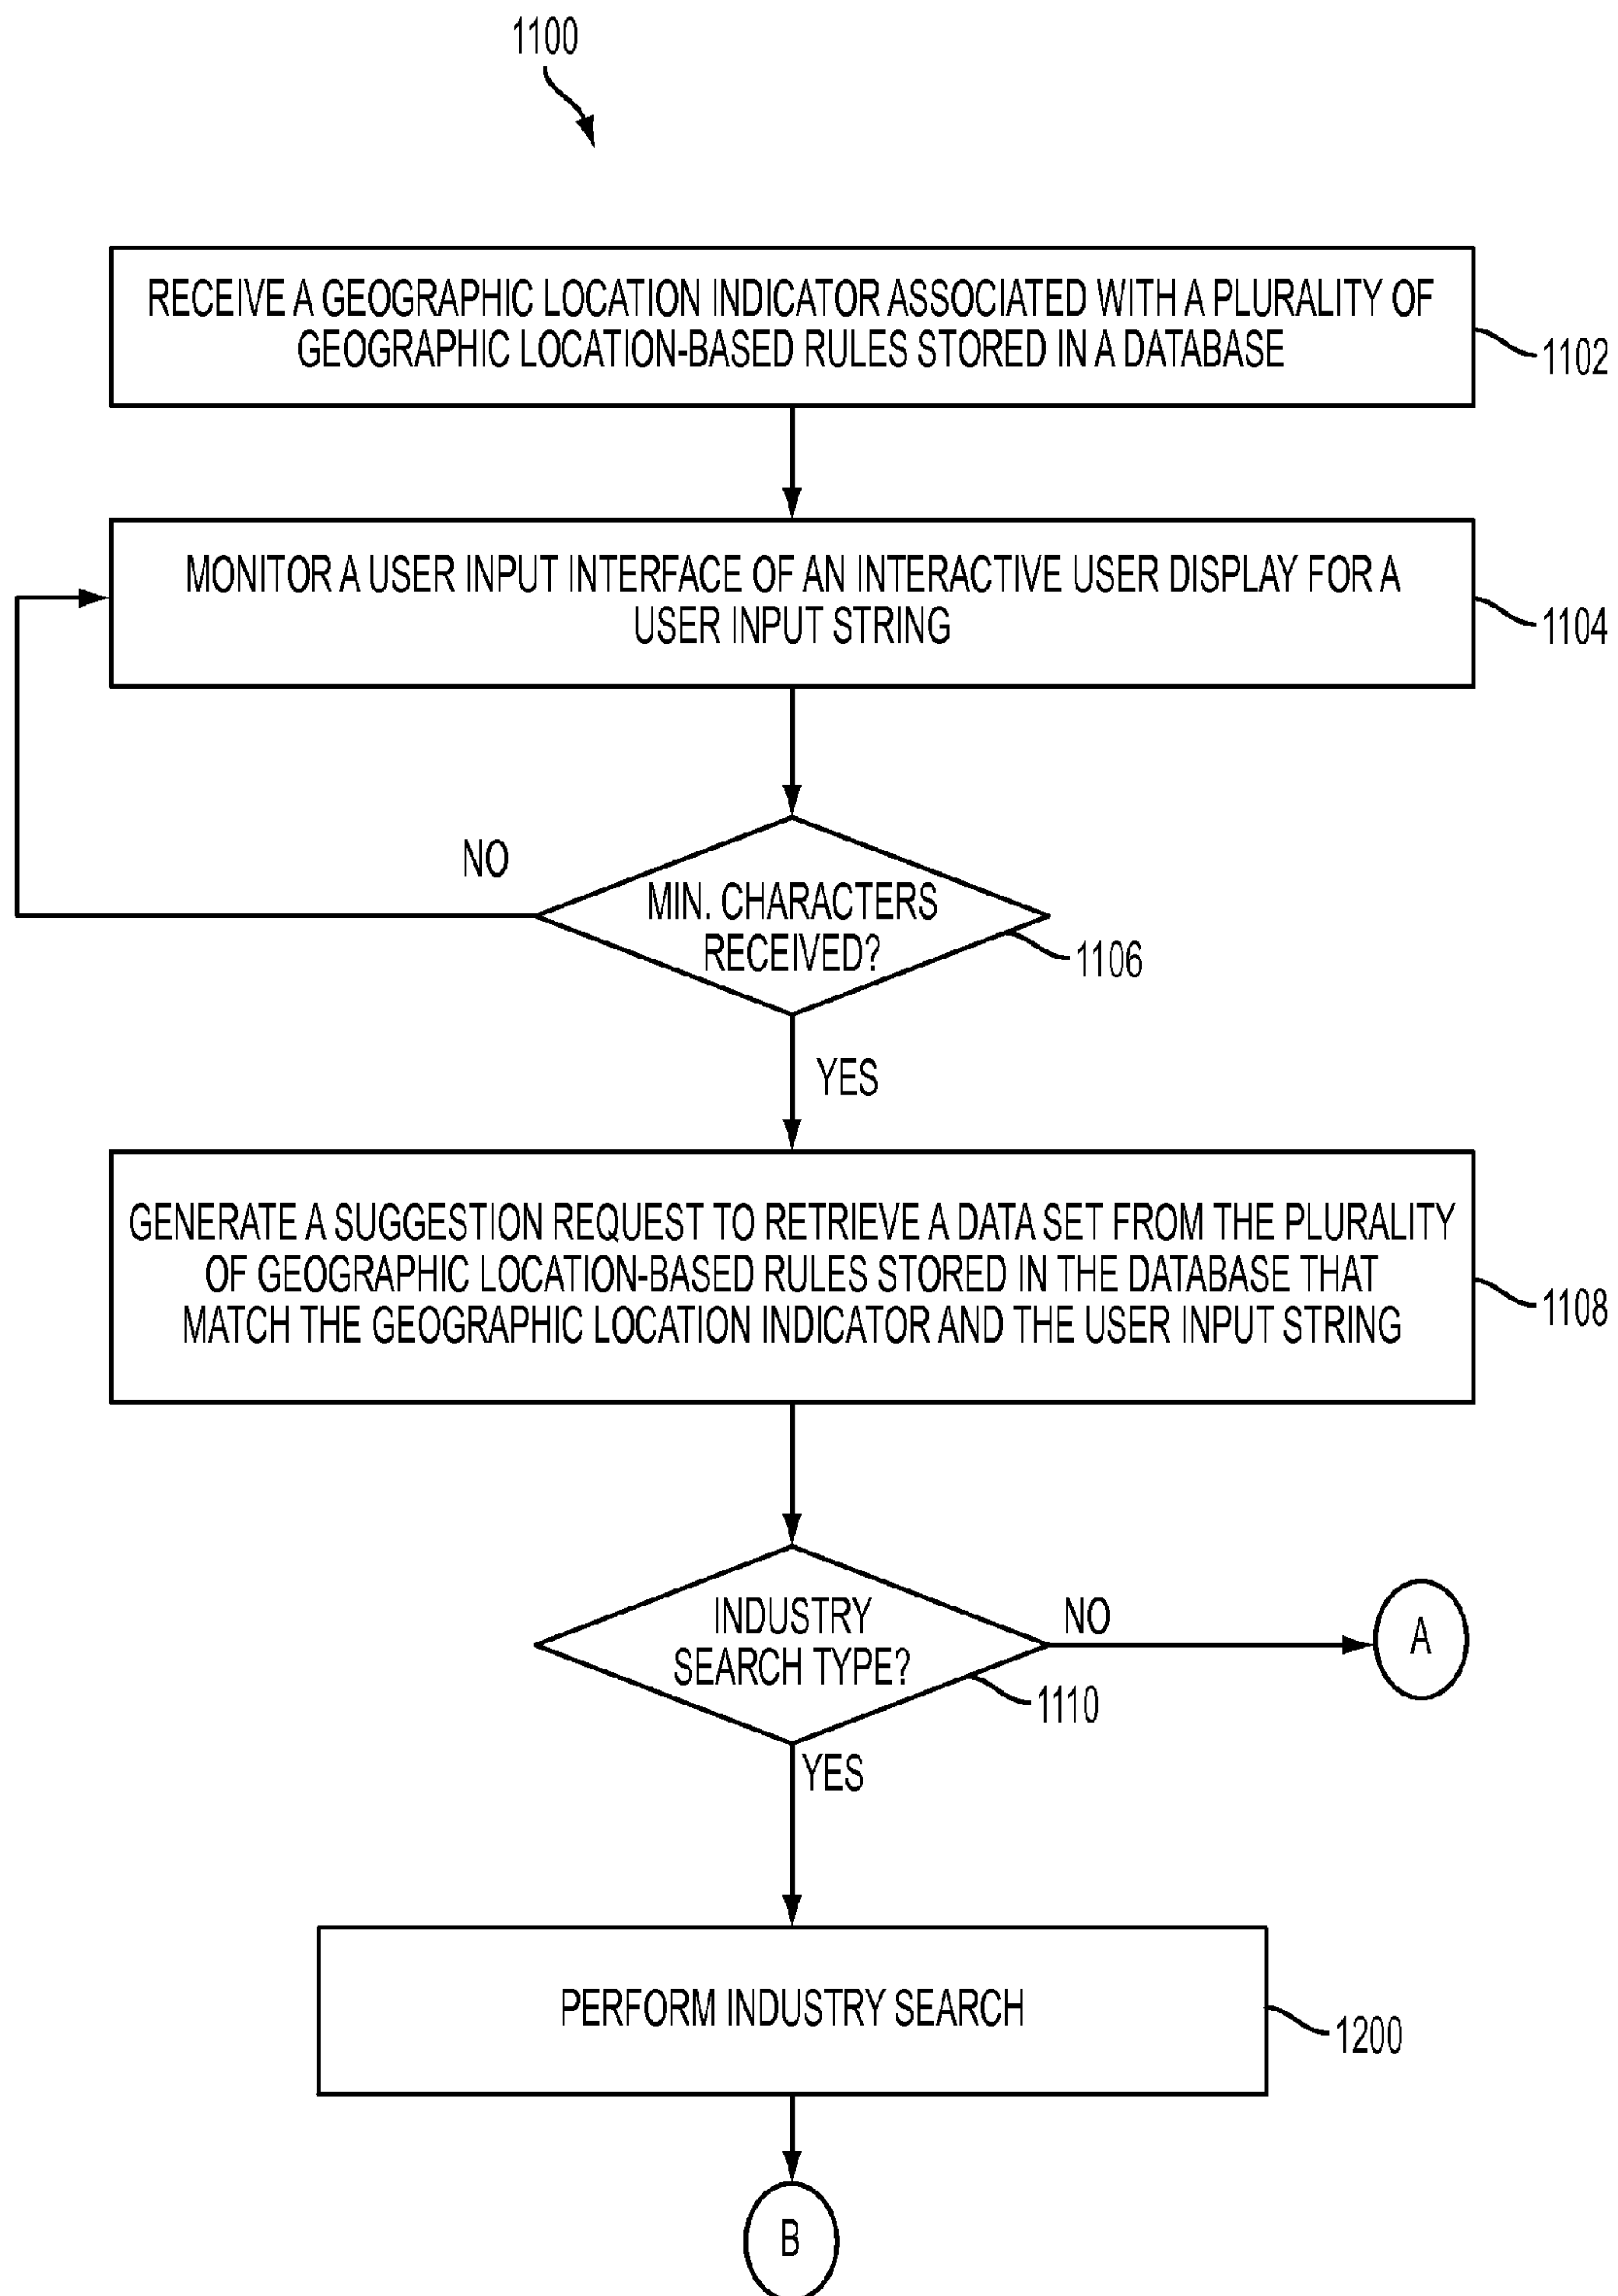 1100
RECEIVE A GEOGRAPHIC LOCATION INDICATOR ASSOCIATED WITH A PLURALITY OF
GEOGRAPHIC LOCATION-BASED RULES STORED IN A DATABASE
1102
MONITOR A USER INPUT INTERFACE OF AN INTERACTIVE USER DISPLAY FOR A
USER INPUT STRING
1104
NO
MIN. CHARACTERS
RECEIVED?
1106
YES
GENERATE A SUGGESTION REQUEST TO RETRIEVE A DATA SET FROM THE PLURALITY
OF GEOGRAPHIC LOCATION-BASED RULES STORED IN THE DATABASE THAT
MATCH THE GEOGRAPHIC LOCATION INDICATOR AND THE USER INPUT STRING
1108
INDUSTRY
SEARCH TYPE?
NO
A
1110
YES
PERFORM INDUSTRY SEARCH
1200
B